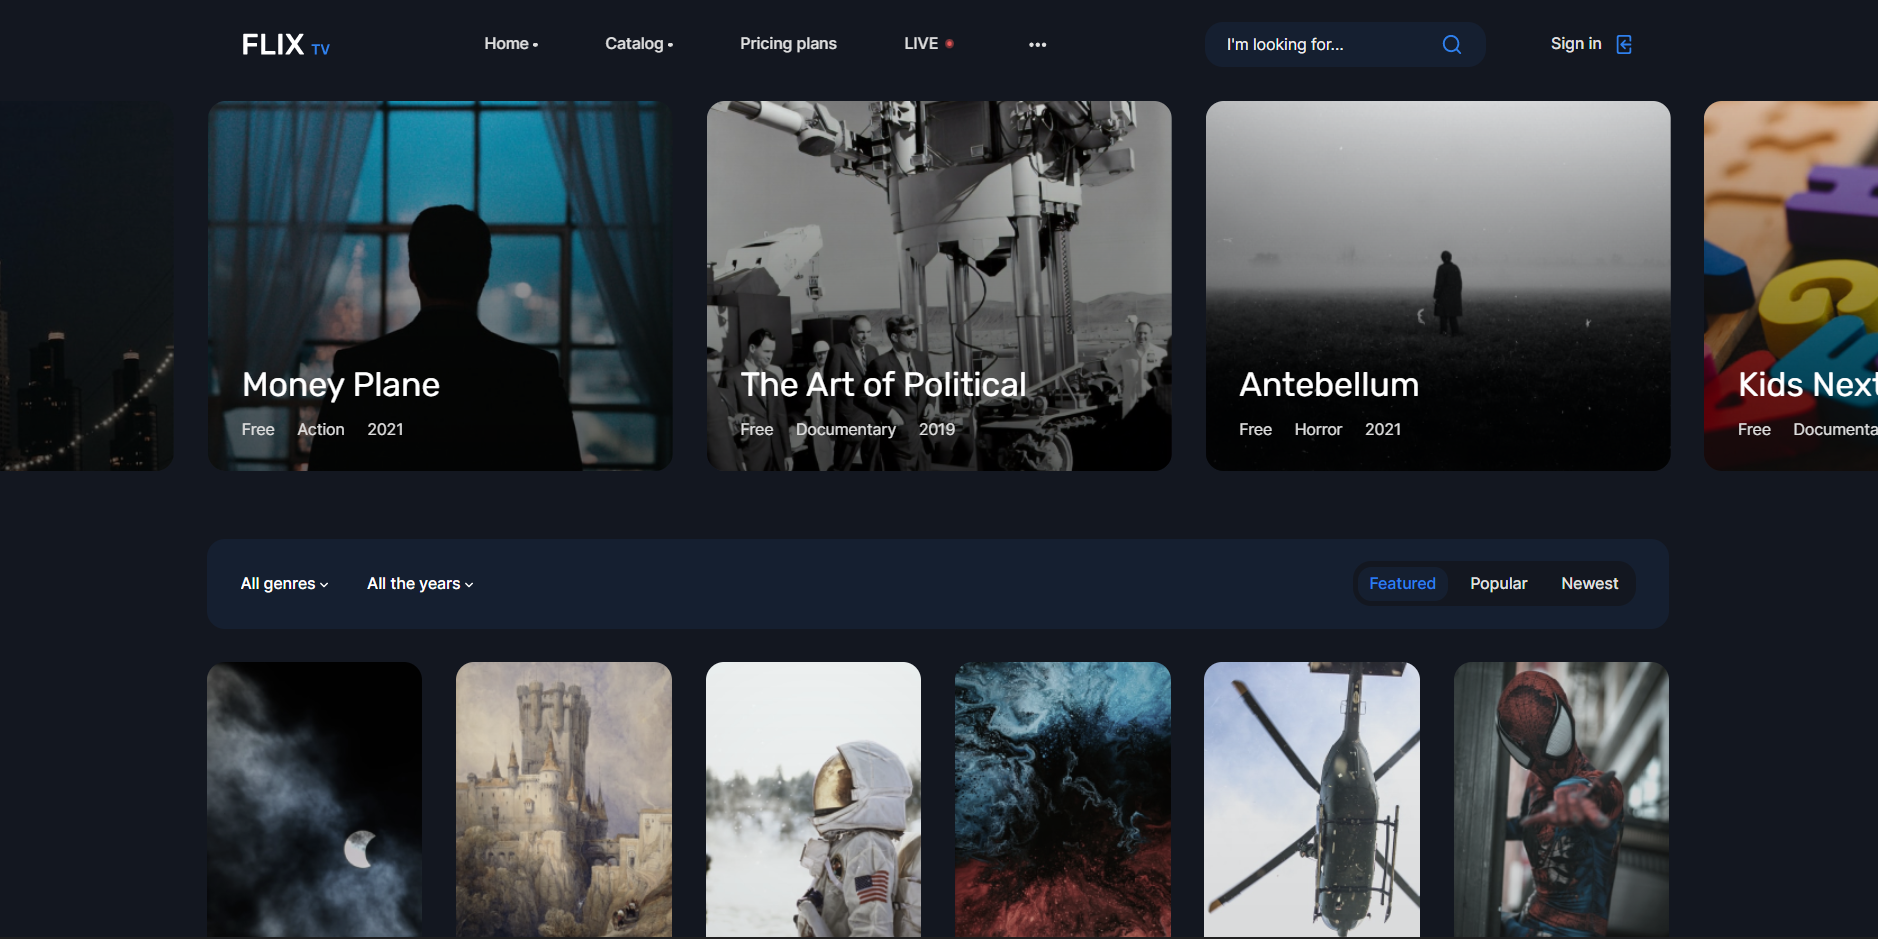 FLIX TV
Home
Catalog
Pricing plans
LIVE
I'm looking for...
Sign in
Money Plane
Free Action 2021
The Art of Political
Free Documentary 2019
Antebellum
Free Horror 2021
Kids Next
Free Documenta
All genres
All the years
Featured
Popular
Newest